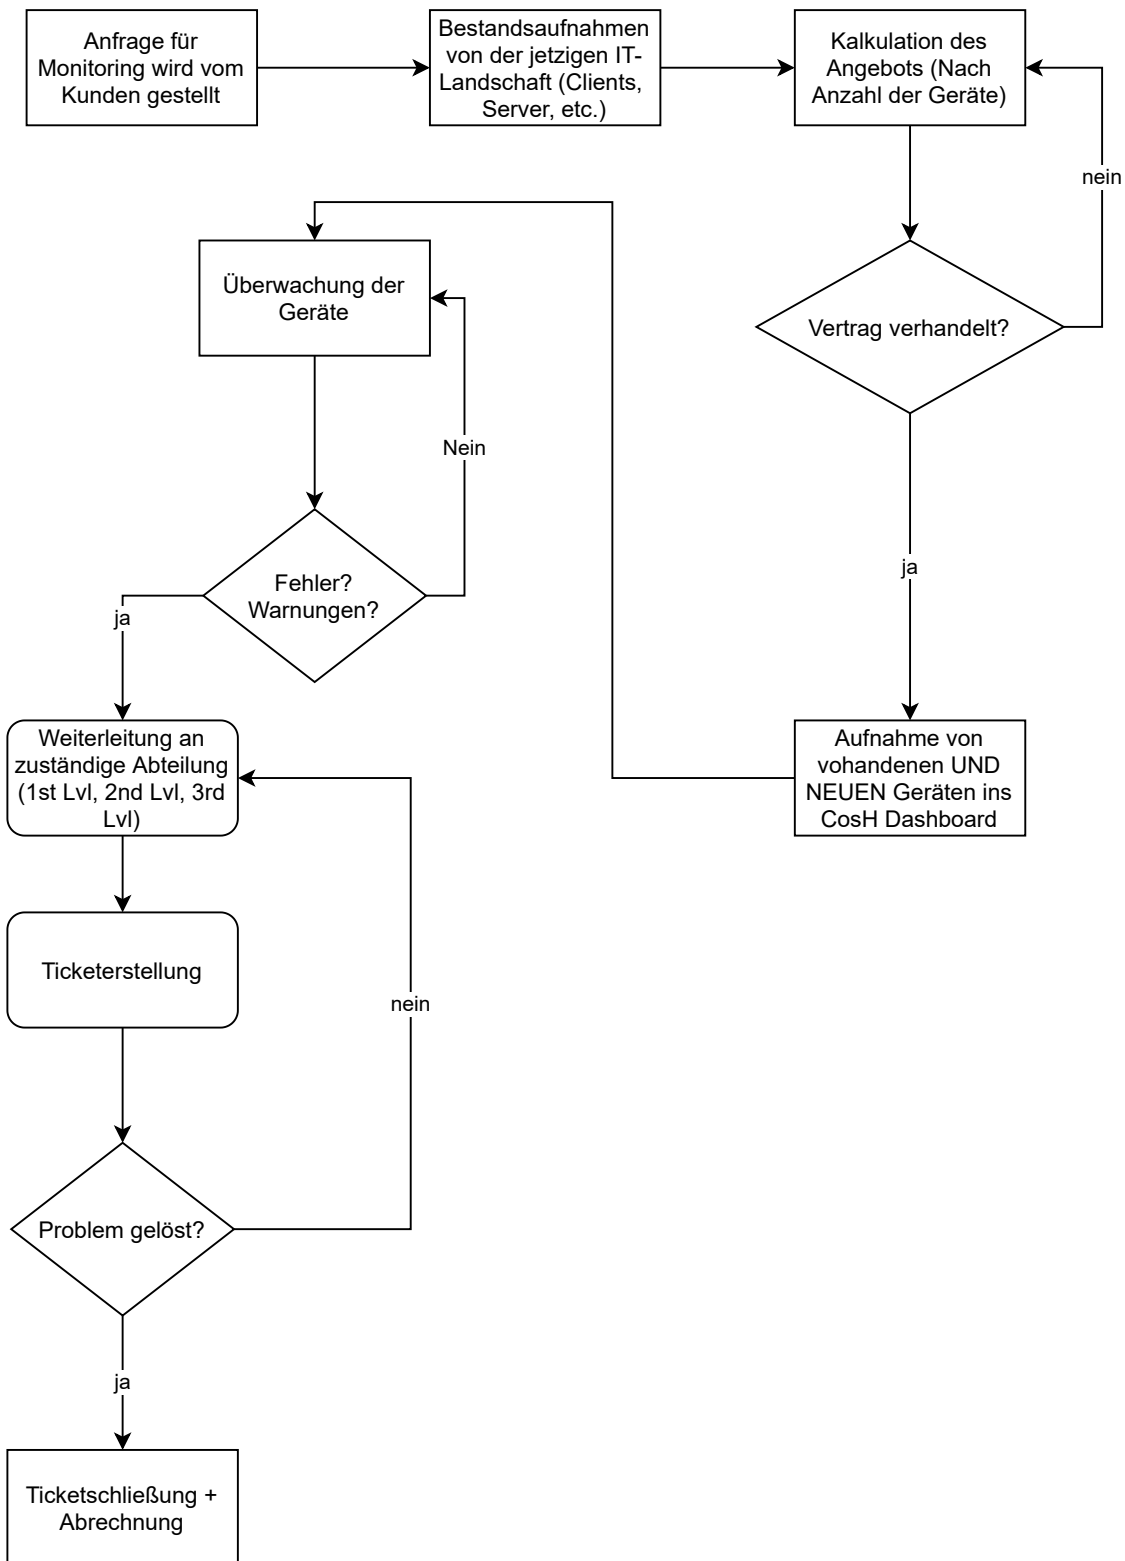 Anfrage für
Monitoring wird vom
Kunden gestellt
Bestandsaufnahmen
von der jetzigen IT-
Landschaft (Clients,
Server, etc.)
Kalkulation des
Angebots (Nach
Anzahl der Geräte)
nein
Vertrag verhandelt?
ja
Aufnahme von
vohandenen UND
NEUEN Geräten ins
CosH Dashboard
Überwachung der
Geräte
Nein
Fehler?
Warnungen?
ja
Weiterleitung an
zuständige Abteilung
(1st Lvl, 2nd Lvl, 3rd
Lvl)
Ticketerstellung
nein
Problem gelöst?
ja
Ticketschließung +
Abrechnung